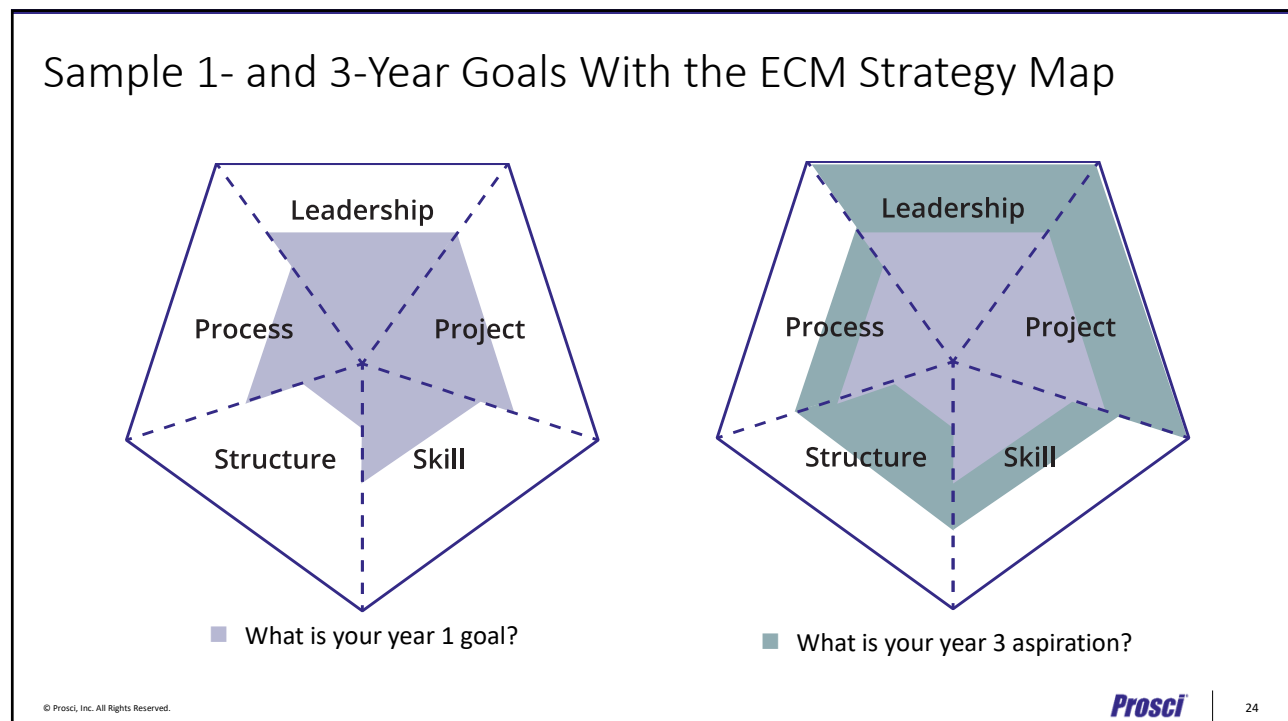 Sample 1- and 3-Year Goals With the ECM Strategy Map
Leadership
Process
Project
Structure
Skill
What is your year 1 goal?
Leadership
Process
Project
Structure
Skill
What is your year 3 aspiration?
© Prosci, Inc. All Rights Reserved.
Prosci
24